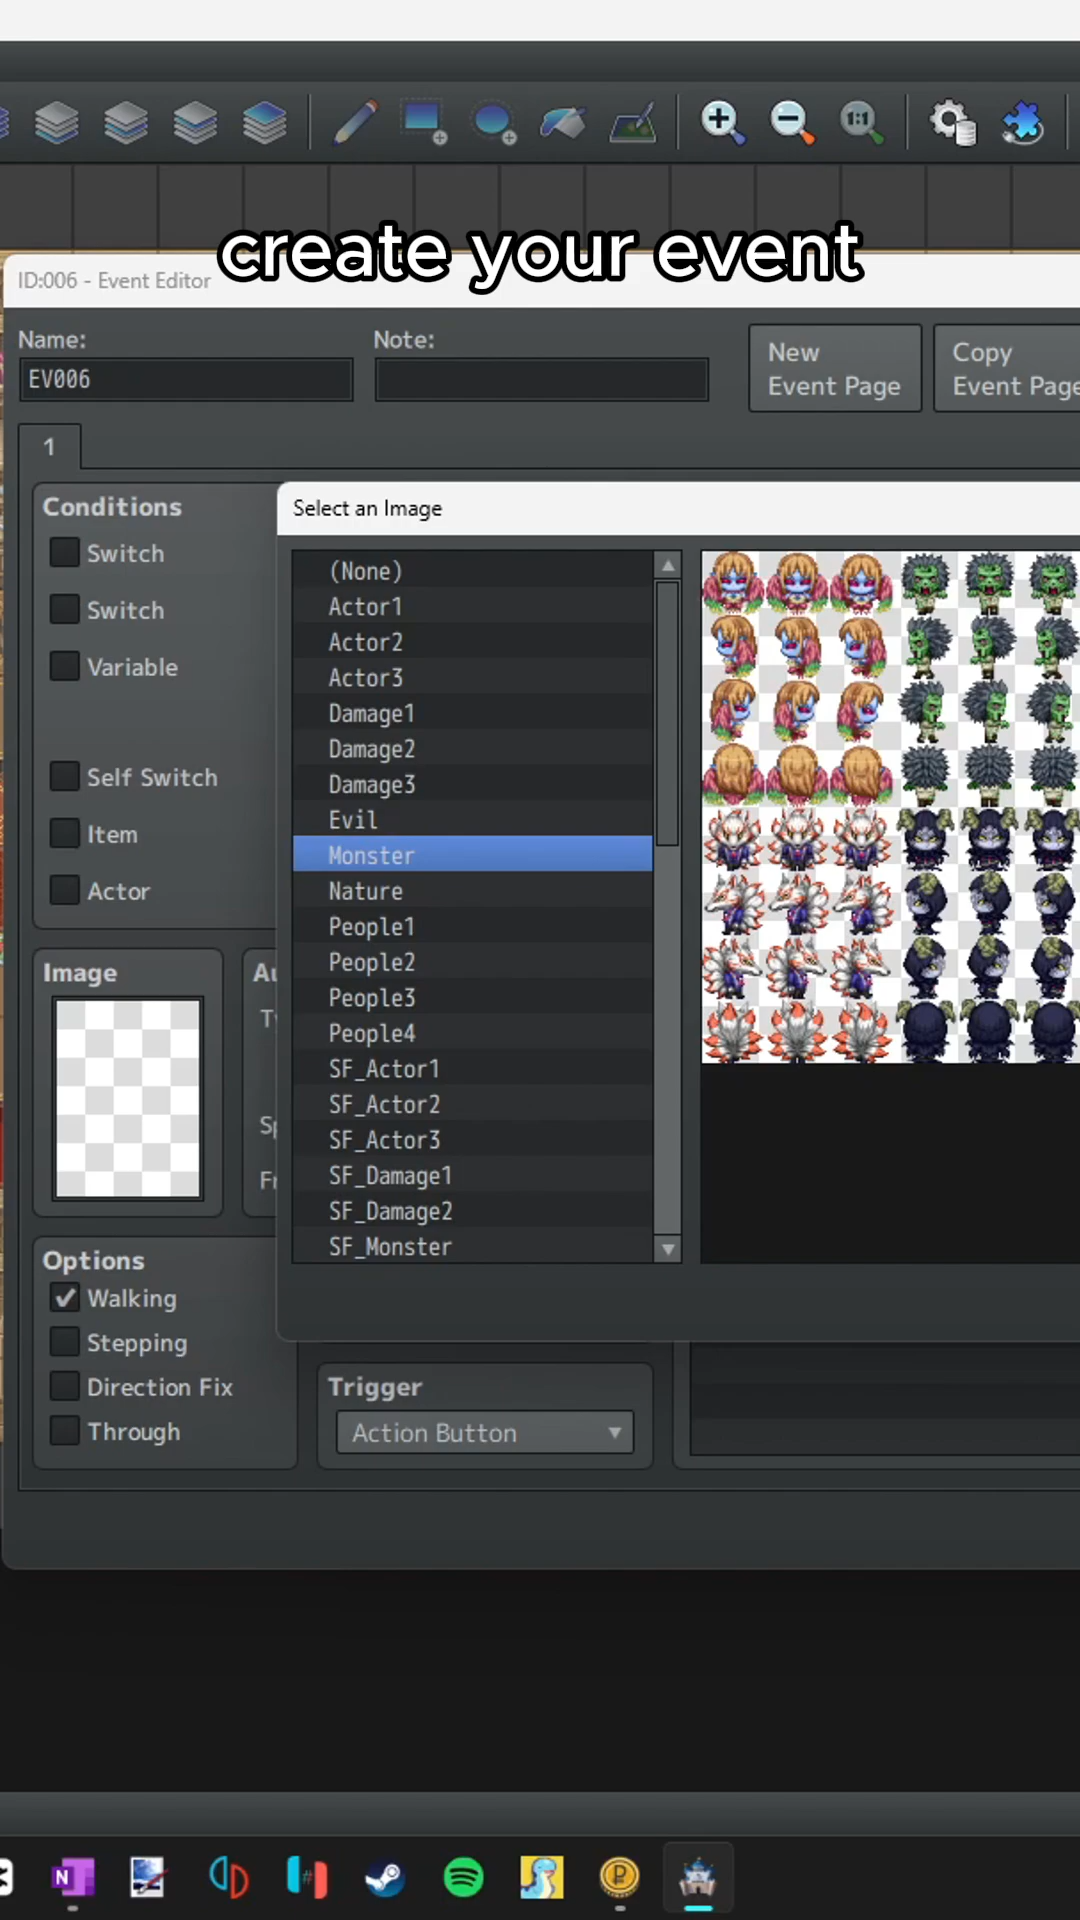 1:1
create your event
ID:006 - Event Editor
Name:
Note:
EV006
New
Event Page
Copy
Event Page
1
Conditions
Switch
Switch
Variable
Self Switch
Item
Actor
Select an Image
(None)
Actor1
Actor2
Actor3
Damage1
Damage2
Damage3
Evil
Monster
Nature
People1
People2
People3
People4
SF_Actor1
SF_Actor2
SF_Actor3
SF_Damage1
SF_Damage2
SF_Monster
Image
Options
Walking
Stepping
Direction Fix
Through
Trigger
Action Button
N